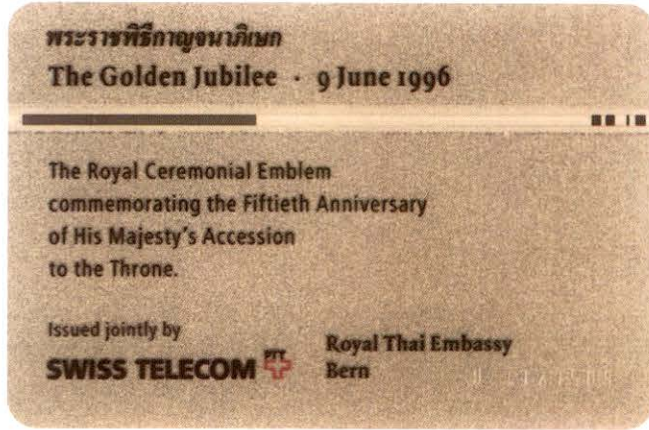 พระราชพิธีกาญจนาภิเษก
The Golden Jubilee · 9 June 1996
The Royal Ceremonial Emblem
commemorating the Fiftieth Anniversary
of His Majesty's Accession
to the Throne.
Issued jointly by
SWISS TELECOM PTT
Royal Thai Embassy
Bern